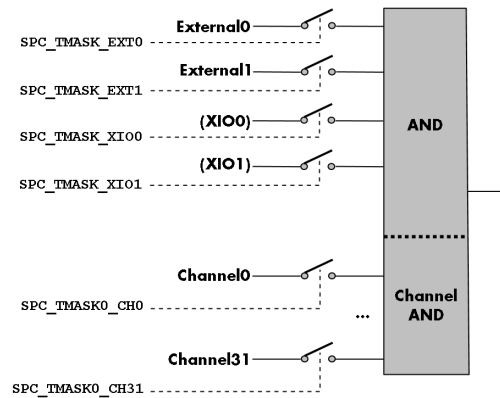 External0
SPC_TMASK_EXT0
External1
SPC_TMASK_EXT1
(XIO0)
SPC_TMASK_XIO0
AND
(XIO1)
SPC_TMASK_XIO1
Channel0
SPC_TMASK0_CH0
Channel
AND
...
Channel31
SPC_TMASK0_CH31